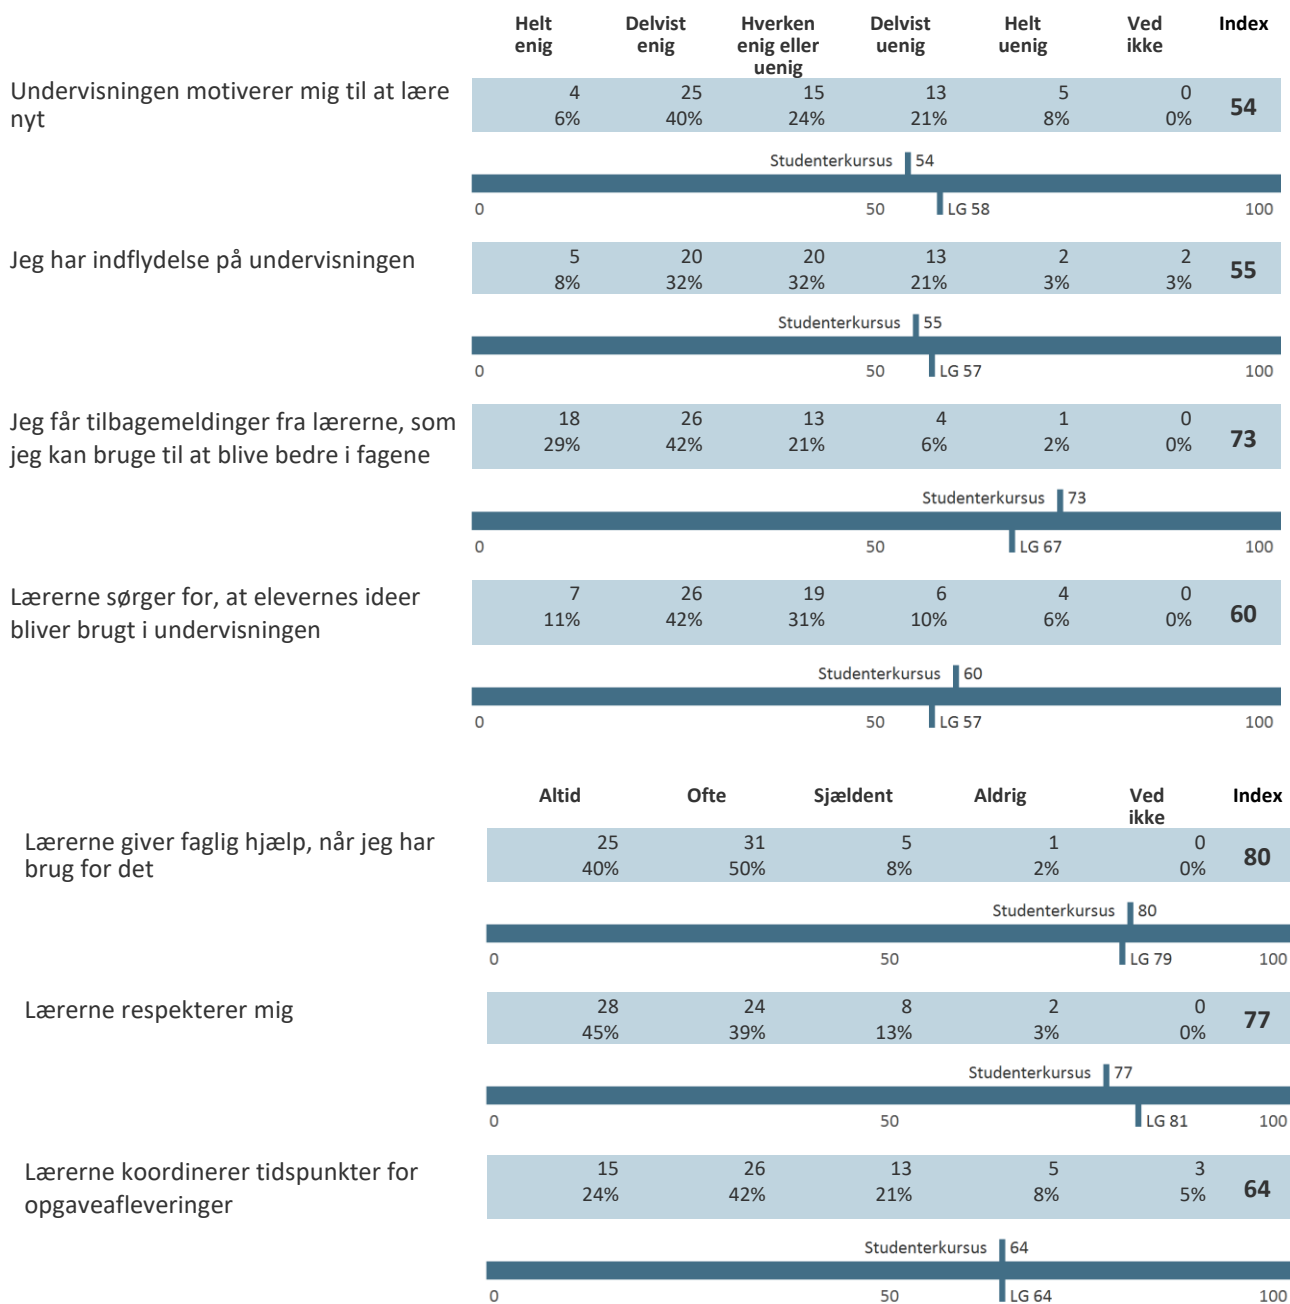 Helt Delvist Hverken Delvist Helt Ved Index
enig enig enig eller uenig uenig ikke
uenig
Undervisningen motiverer mig til at lære 4 25 15 13 5 0 54
nyt 6% 40% 24% 21% 8% 0%
Studenterkursus 54
0 50 LG 58 100
Jeg har indflydelse på undervisningen 5 20 20 13 2 2 55
8% 32% 32% 21% 3% 3%
Studenterkursus 55
0 50 LG 57 100
Jeg får tilbagemeldinger fra lærerne, som 18 26 13 4 1 0 73
jeg kan bruge til at blive bedre i fagene 29% 42% 21% 6% 2% 0%
Studenterkursus 73
0 50 LG 67 100
Lærerne sørger for, at elevernes ideer 7 26 19 6 4 0 60
bliver brugt i undervisningen 11% 42% 31% 10% 6% 0%
Studenterkursus 60
0 50 LG 57 100
Altid Ofte Sjældent Aldrig Ved Index
ikke
Lærerne giver faglig hjælp, når jeg har 25 31 5 1 0 80
brug for det 40% 50% 8% 2% 0%
Studenterkursus 80
0 50 LG 79 100
Lærerne respekterer mig 28 24 8 2 0 77
45% 39% 13% 3% 0%
Studenterkursus 77
0 50 LG 81 100
Lærerne koordinerer tidspunkter for 15 26 13 5 3 64
opgaveafleveringer 24% 42% 21% 8% 5%
Studenterkursus 64
0 50 LG 64 100